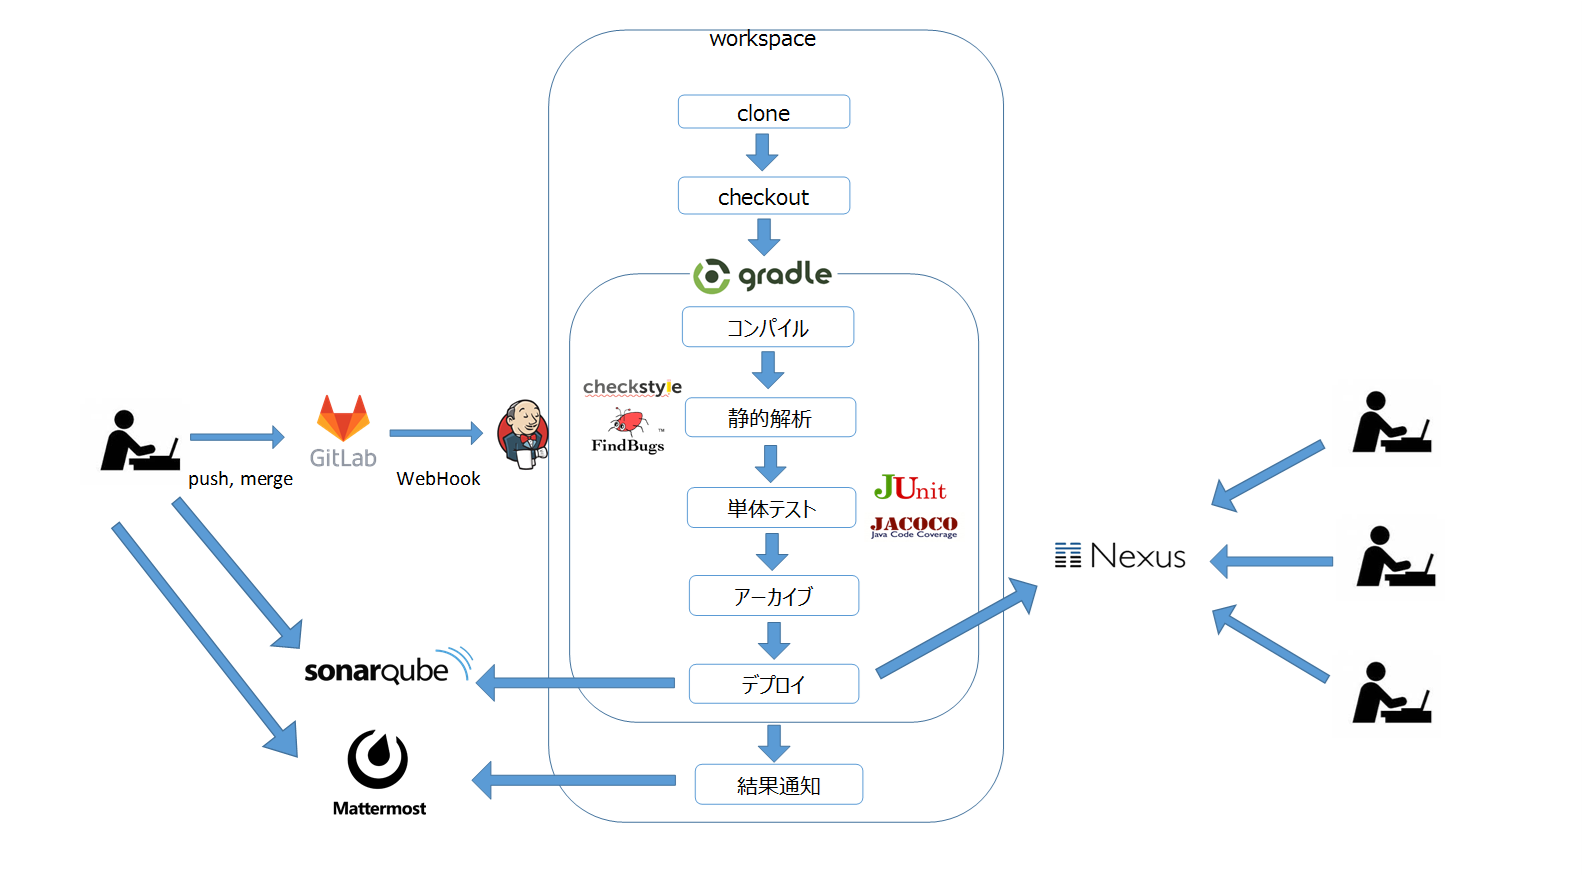 workspace
clone
checkout
gradle
コンパイル
checkstyle
静的解析
FindBugs™
GitLab
push, merge
WebHook
JUnit
単体テスト
JACOCO
Java Code Coverage
Nexus
アーカイブ
sonarqube
デプロイ
結果通知
Mattermost